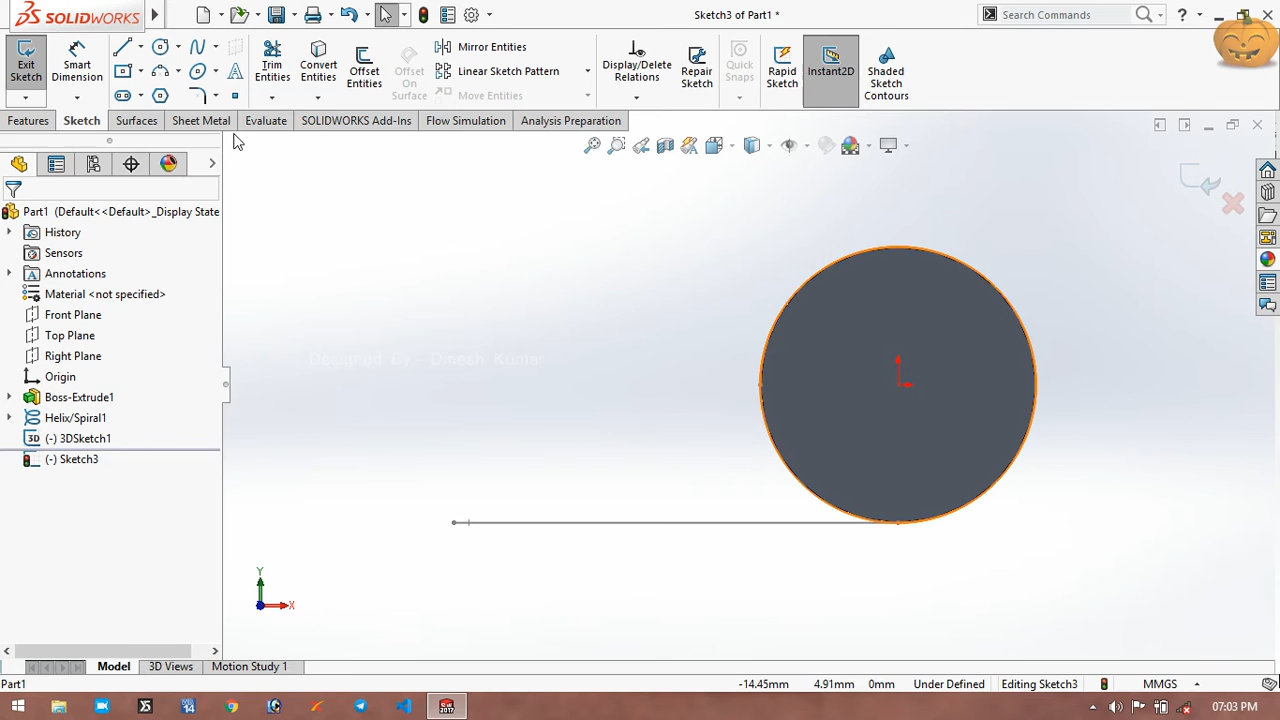 SOLIDWORKS
Sketch3 of Part1 *
Search Commands
Exit Sketch
Smart Dimension
Trim Entities
Convert Entities
Offset Entities
Offset On Surface
Mirror Entities
Linear Sketch Pattern
Move Entities
Display/Delete Relations
Repair Sketch
Quick Snaps
Rapid Sketch
Instant2D
Shaded Sketch Contours
Features Sketch Surfaces Sheet Metal Evaluate SOLIDWORKS Add-Ins Flow Simulation Analysis Preparation
Part1 (Default<<Default>_Display State
History
Sensors
Annotations
Material <not specified>
Front Plane
Top Plane
Right Plane
Origin
Boss-Extrude1
Helix/Spiral1
3D (-) 3DSketch1
(-) Sketch3
Designed By: Dinesh Kumar
Y
X
Model 3D Views Motion Study 1
Part1 -14.45mm 4.91mm 0mm Under Defined Editing Sketch3 MMGS
07:03 PM